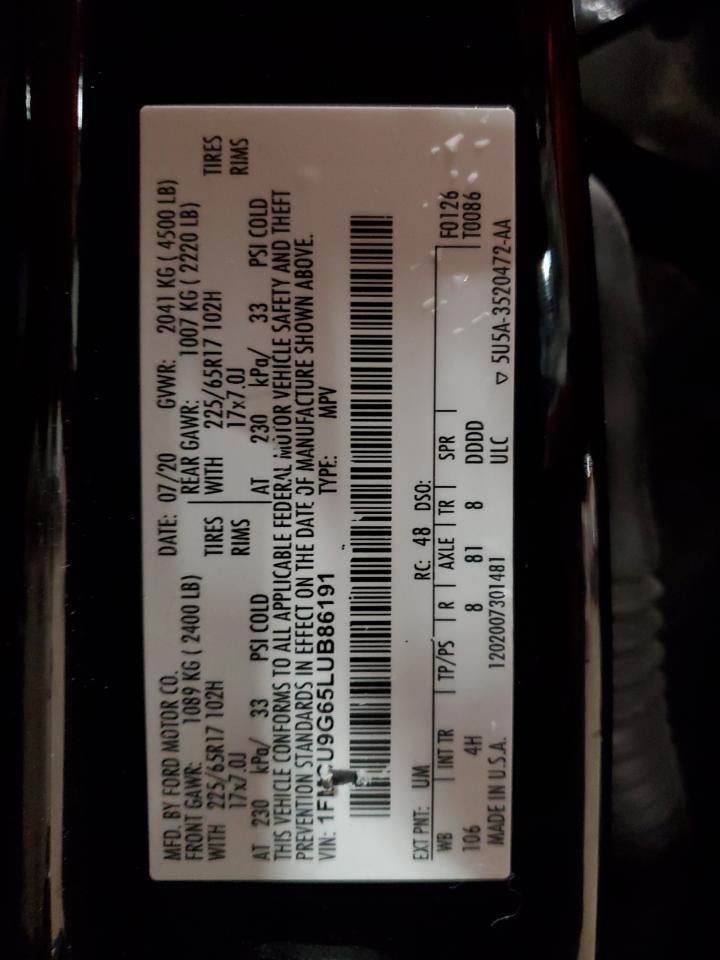 MFD. BY FORD MOTOR CO.
DATE: 07/20 GVWR: 2041 KG ( 4500 LB)
FRONT GAWR: 1089 KG ( 2400 LB)
REAR GAWR: 1007 KG ( 2220 LB)
WITH 225/65R17 102H TIRES
WITH 225/65R17 102H TIRES
17x7.0J RIMS
17x7.0J RIMS
AT 230 kPa/ 33 PSI COLD
AT 230 kPa/ 33 PSI COLD
THIS VEHICLE CONFORMS TO ALL APPLICABLE FEDERAL MOTOR VEHICLE SAFETY AND THEFT
PREVENTION STANDARDS IN EFFECT ON THE DATE OF MANUFACTURE SHOWN ABOVE.
VIN: TYPE: MPV
EXT PNT: UM RC: 48 DSO:
WB INT TR TP/PS R AXLE TR SPR F0126
106 4H 8 81 8 DDDD T0086
MADE IN U.S.A. 1202007301481 ULC
▽ 5U5A-3520472-AA